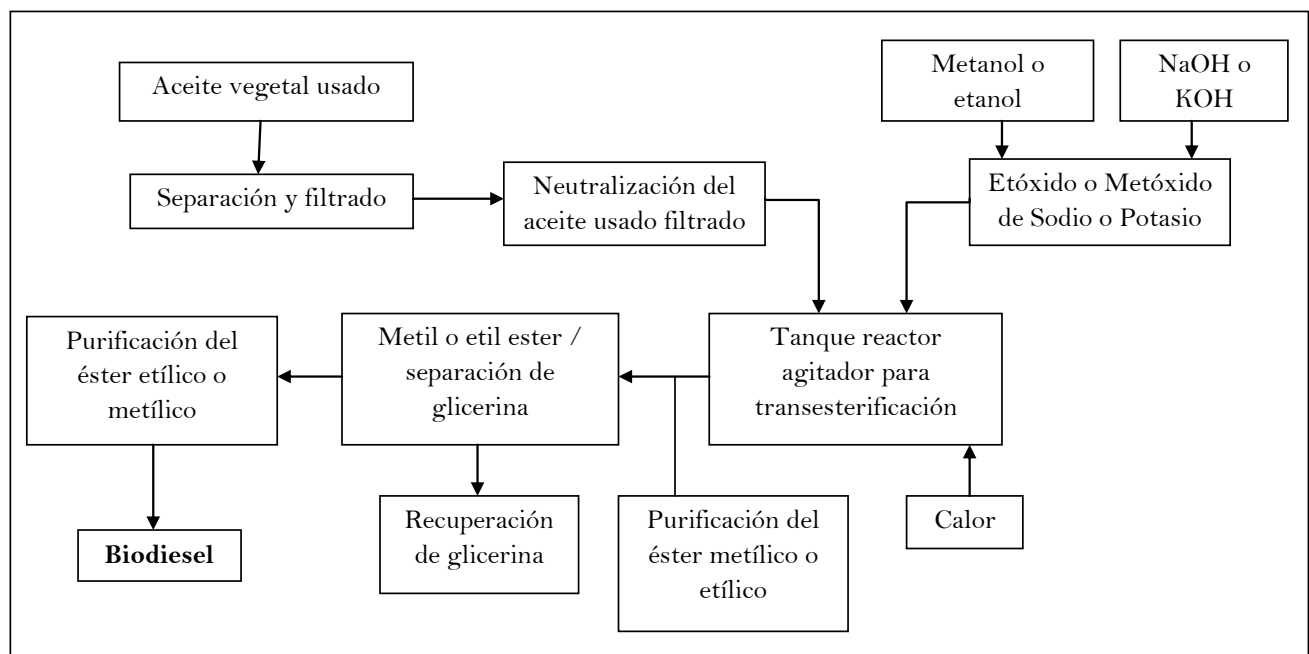 Aceite vegetal usado
Metanol o
etanol
NaOH o
KOH
Separación y filtrado
Neutralización del
aceite usado filtrado
Etóxido o Metóxido
de Sodio o Potasio
Purificación del
éster etílico o
metílico
Metil o etil ester /
separación de
glicerina
Tanque reactor
agitador para
transesterificación
Biodiesel
Recuperación
de glicerina
Purificación del
éster metílico o
etílico
Calor